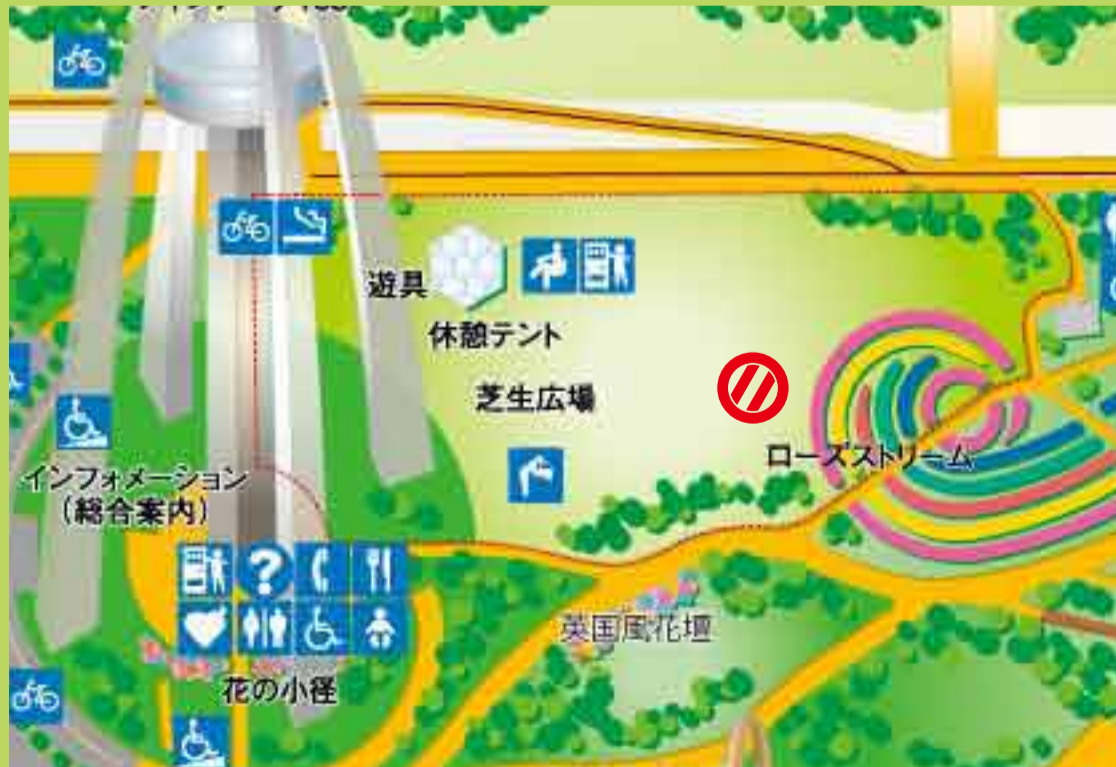 遊具
休憩テント
芝生広場
ローズストリーム
インフォメーション
(総合案内)
?
英国風花壇
花の小径